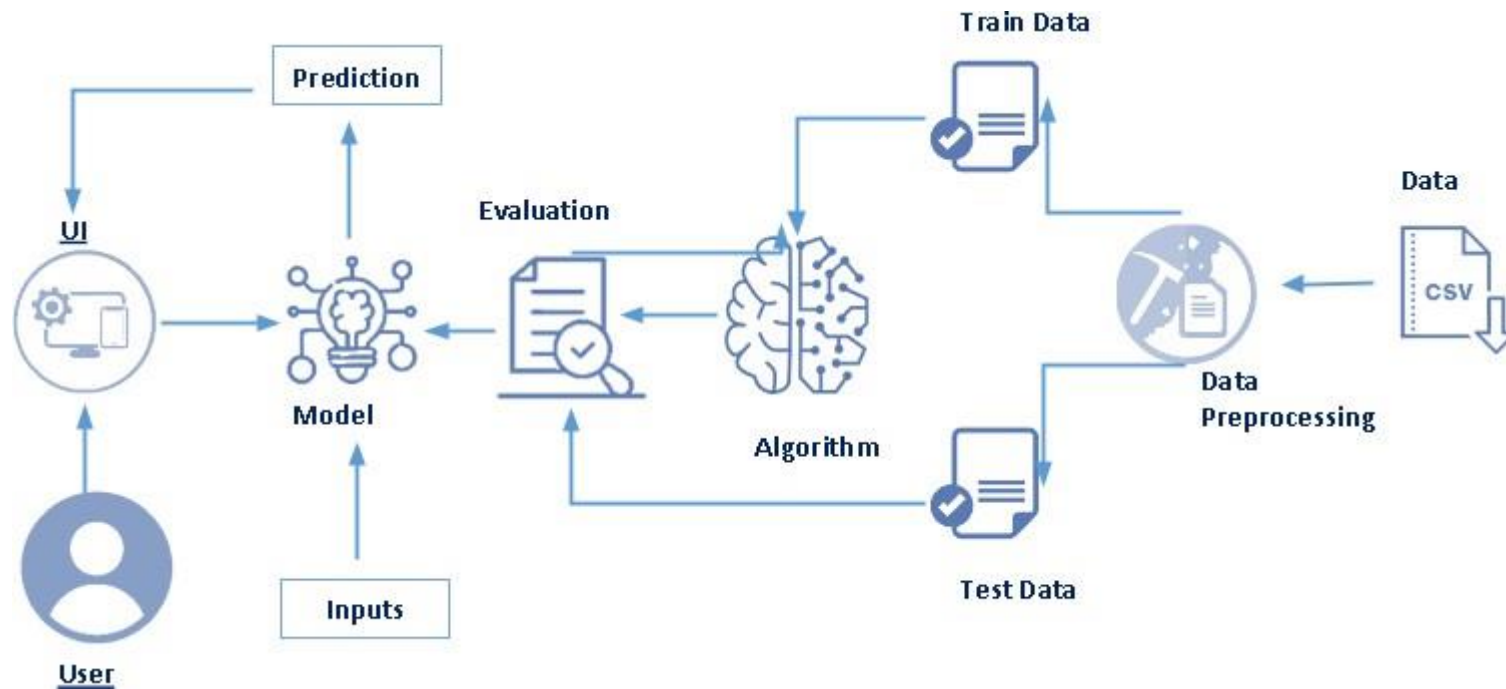 Train Data
Prediction
Data
Evaluation
UI
CSV
Data
Preprocessing
Model
Algorithm
Test Data
Inputs
User